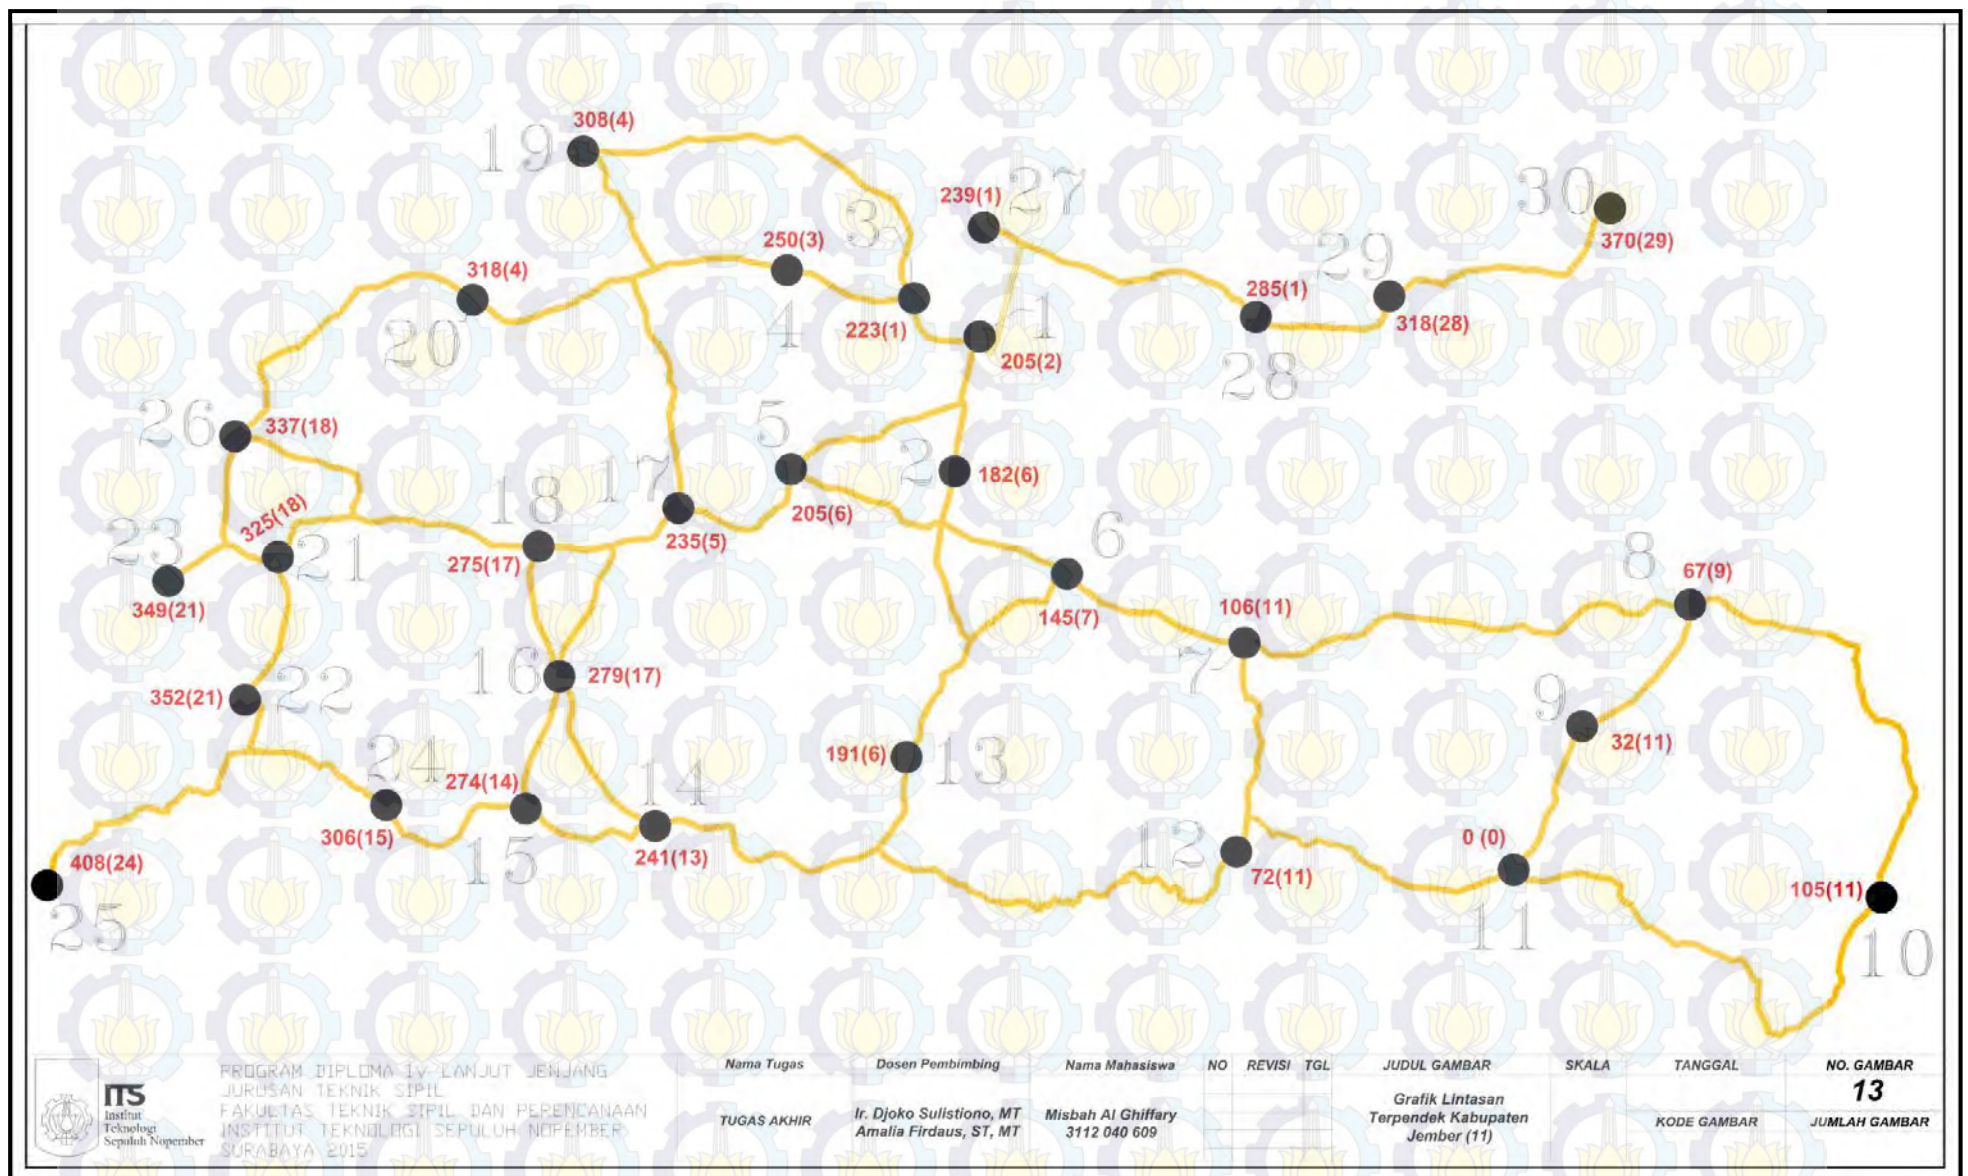 308(4)
19
27
239(1)
30
3
250(3)
370(29)
29
318(4)
285(1)
318(28)
1
223(1)
4
20
205(2)
28
5
26
337(18)
2
182(6)
17
18
325(18)
205(6)
235(5)
6
23
21
275(17)
8
67(9)
349(21)
106(11)
145(7)
16
279(17)
7
352(21)
22
9
32(11)
24
191(6)
13
274(14)
14
306(15)
0 (0)
12
241(13)
408(24)
15
72(11)
105(11)
25
11
10
ITS
Institut
Teknologi
Sepuluh Nopember
PROGRAM DIPLOMA IV LANJUT JENJANG
JURUSAN TEKNIK SIPIL
FAKULTAS TEKNIK SIPIL DAN PERENCANAAN
INSTITUT TEKNOLOGI SEPULUH NOPEMBER
SURABAYA 2015
Nama Tugas
TUGAS AKHIR
Dosen Pembimbing
Ir. Djoko Sulistiono, MT
Amalia Firdaus, ST, MT
Nama Mahasiswa
Misbah Al Ghiffary
3112 040 609
NO REVISI TGL
JUDUL GAMBAR
Grafik Lintasan
Terpendek Kabupaten
Jember (11)
SKALA
TANGGAL
KODE GAMBAR
NO. GAMBAR
13
JUMLAH GAMBAR